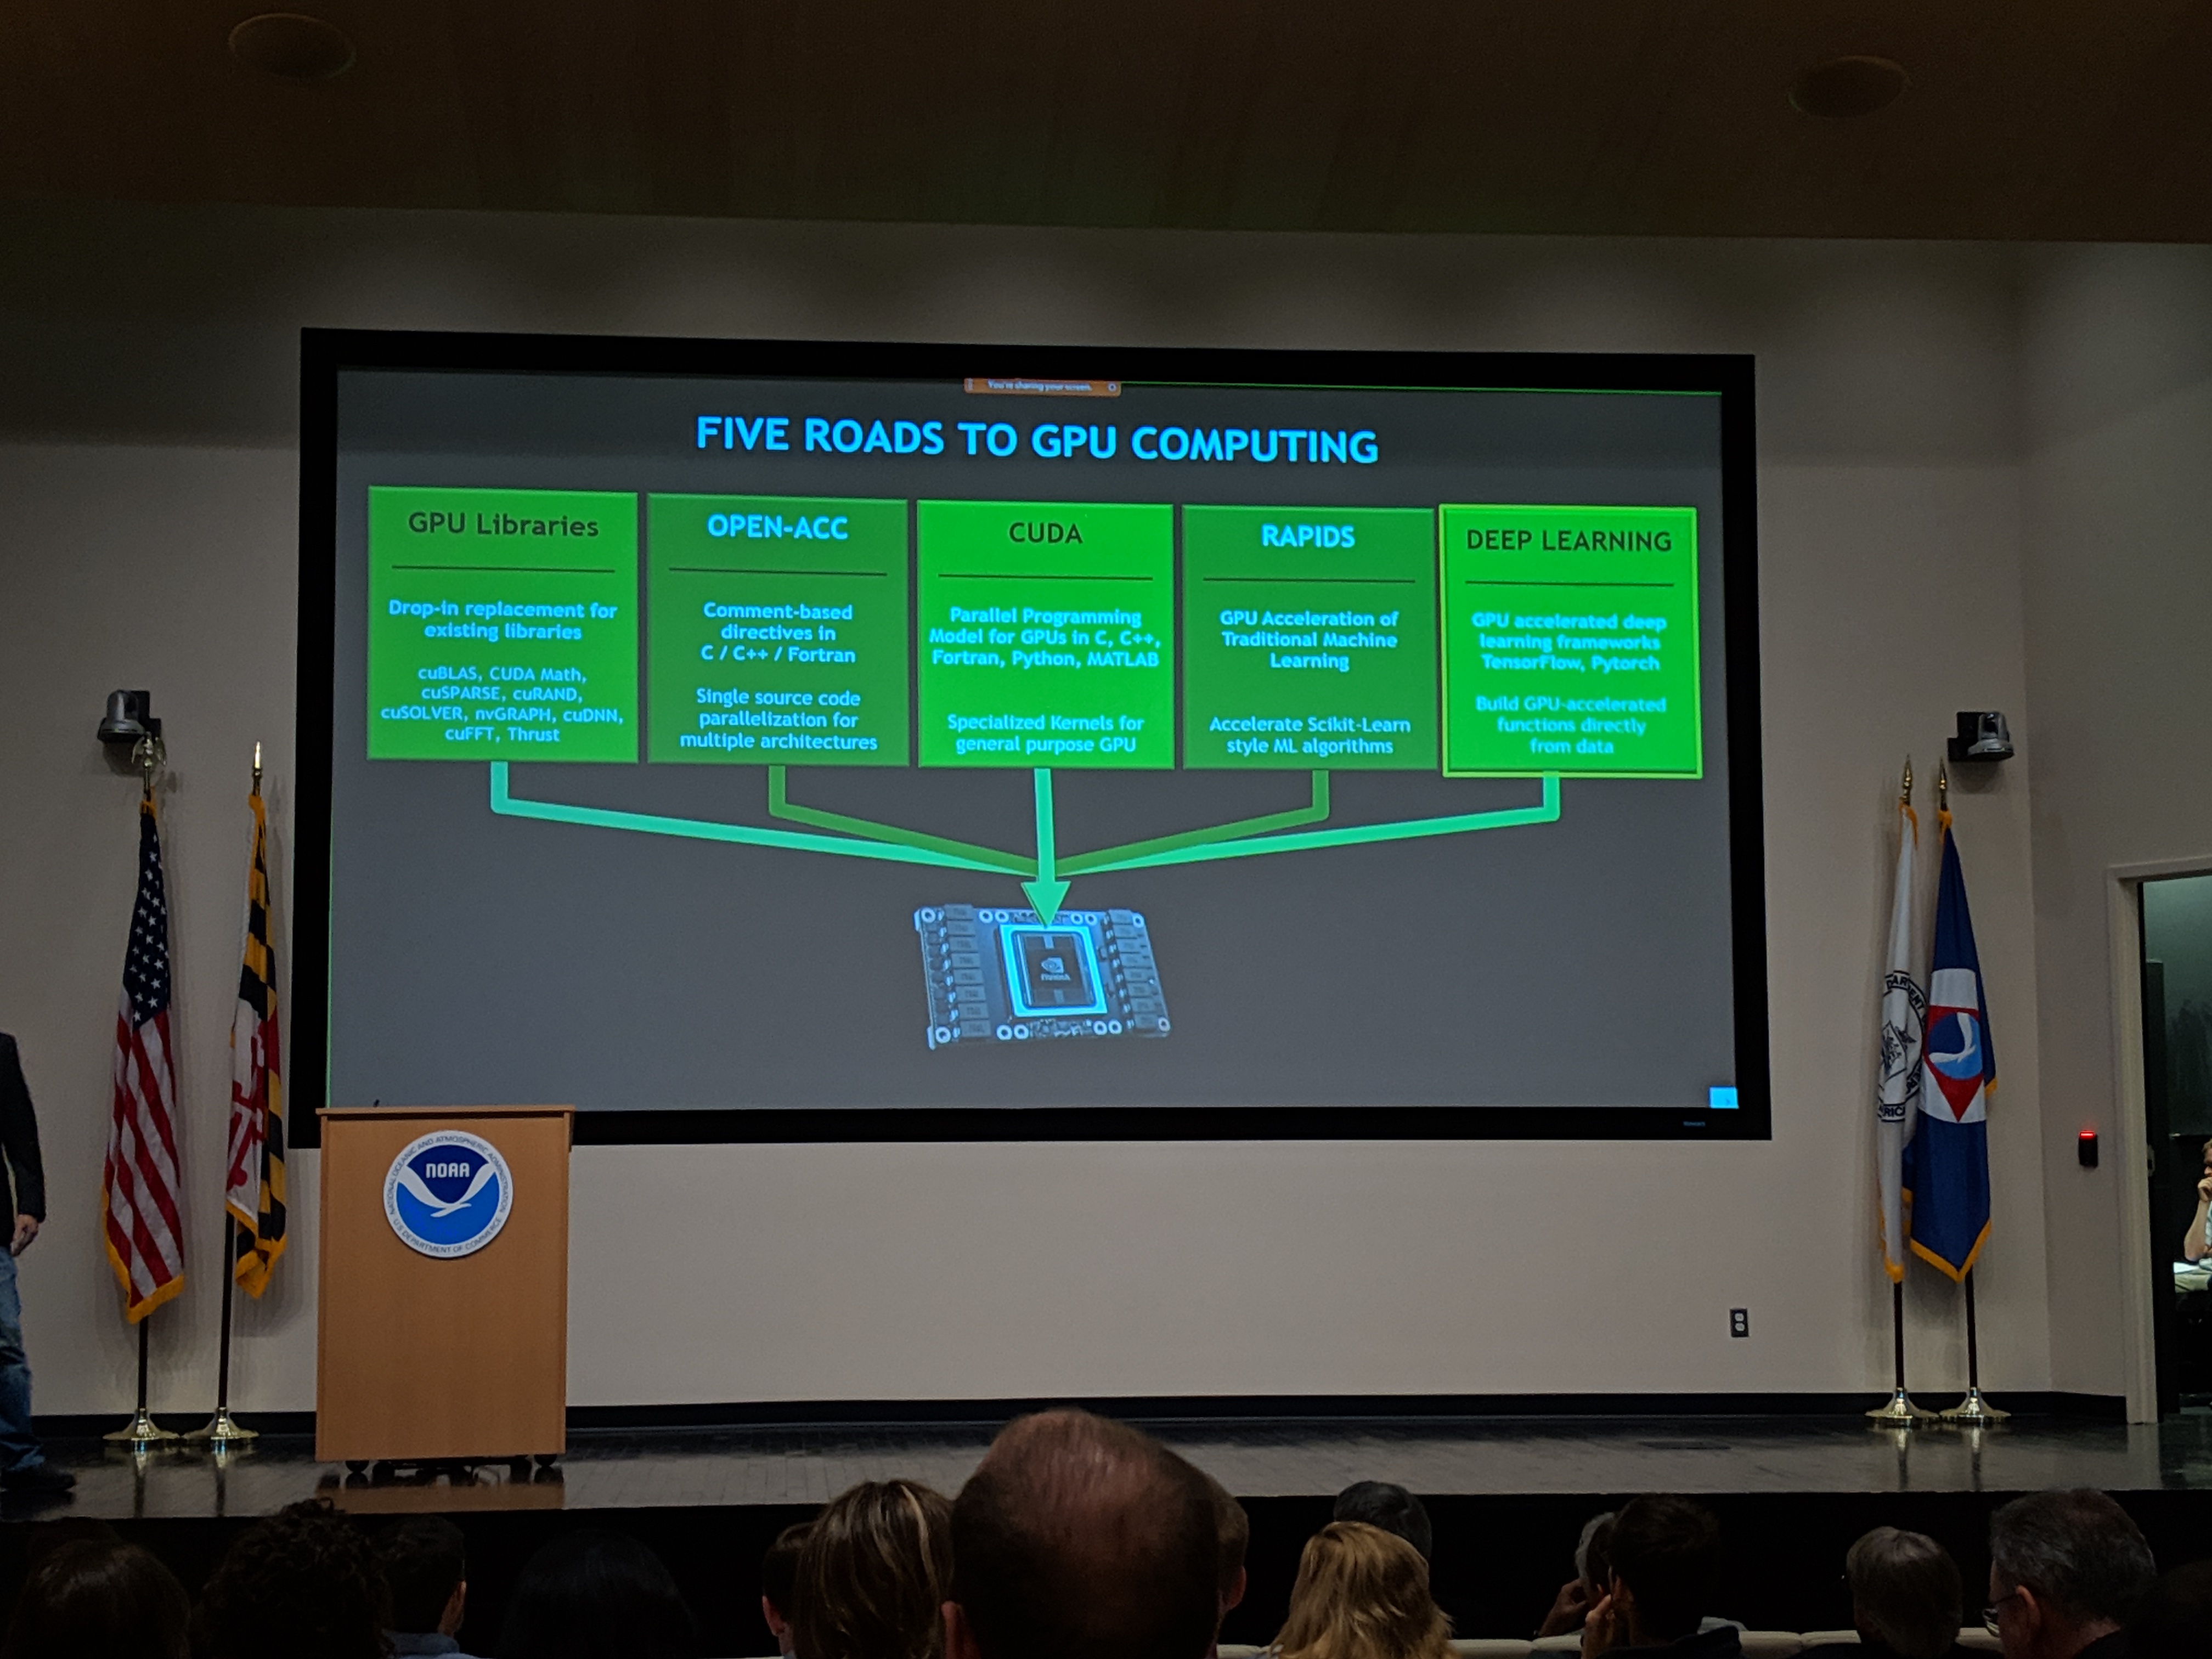 You're sharing your screen.
FIVE ROADS TO GPU COMPUTING
GPU Libraries
Drop-in replacement for
existing libraries
cuBLAS, CUDA Math,
cuSPARSE, cuRAND,
cuSOLVER, nvGRAPH, cuDNN,
cuFFT, Thrust
OPEN-ACC
Comment-based
directives in
C / C++ / Fortran
Single source code
parallelization for
multiple architectures
CUDA
Parallel Programming
Model for GPUs in C, C++,
Fortran, Python, MATLAB
Specialized Kernels for
general purpose GPU
RAPIDS
GPU Acceleration of
Traditional Machine
Learning
Accelerate Scikit-Learn
style ML algorithms
DEEP LEARNING
GPU accelerated deep
learning frameworks
TensorFlow, Pytorch
Build GPU-accelerated
functions directly
from data
NVIDIA
NATIONAL OCEANIC AND ATMOSPHERIC ADMINISTRATION
NOAA
U.S. DEPARTMENT OF COMMERCE